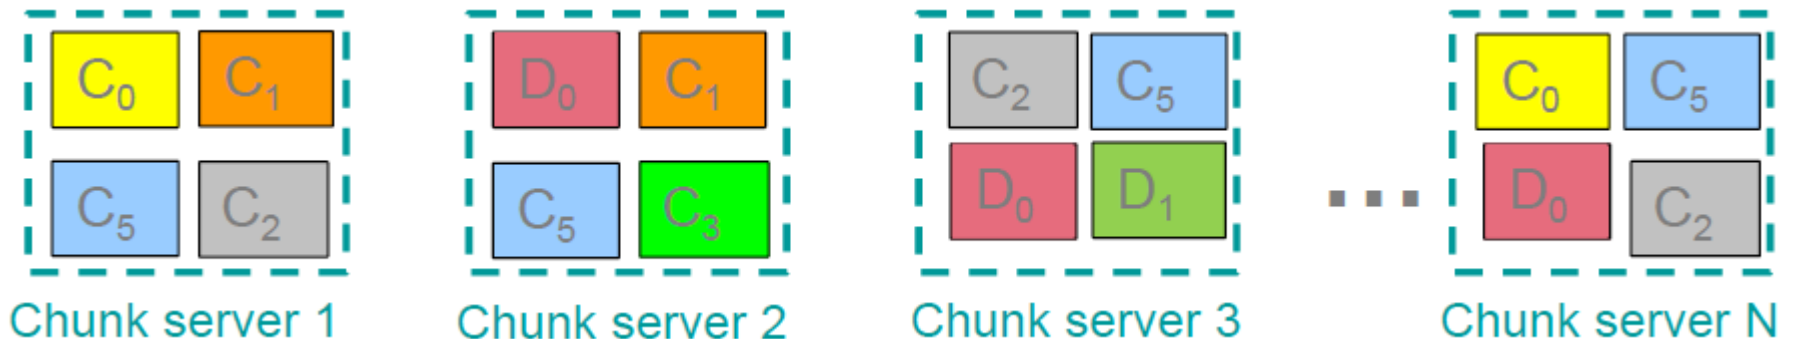 C₀ C₁ D₀ C₁ C₂ C₅ C₀ C₅
C₅ C₂ C₅ C₃ D₀ D₁ ... D₀ C₂
Chunk server 1 Chunk server 2 Chunk server 3 Chunk server N